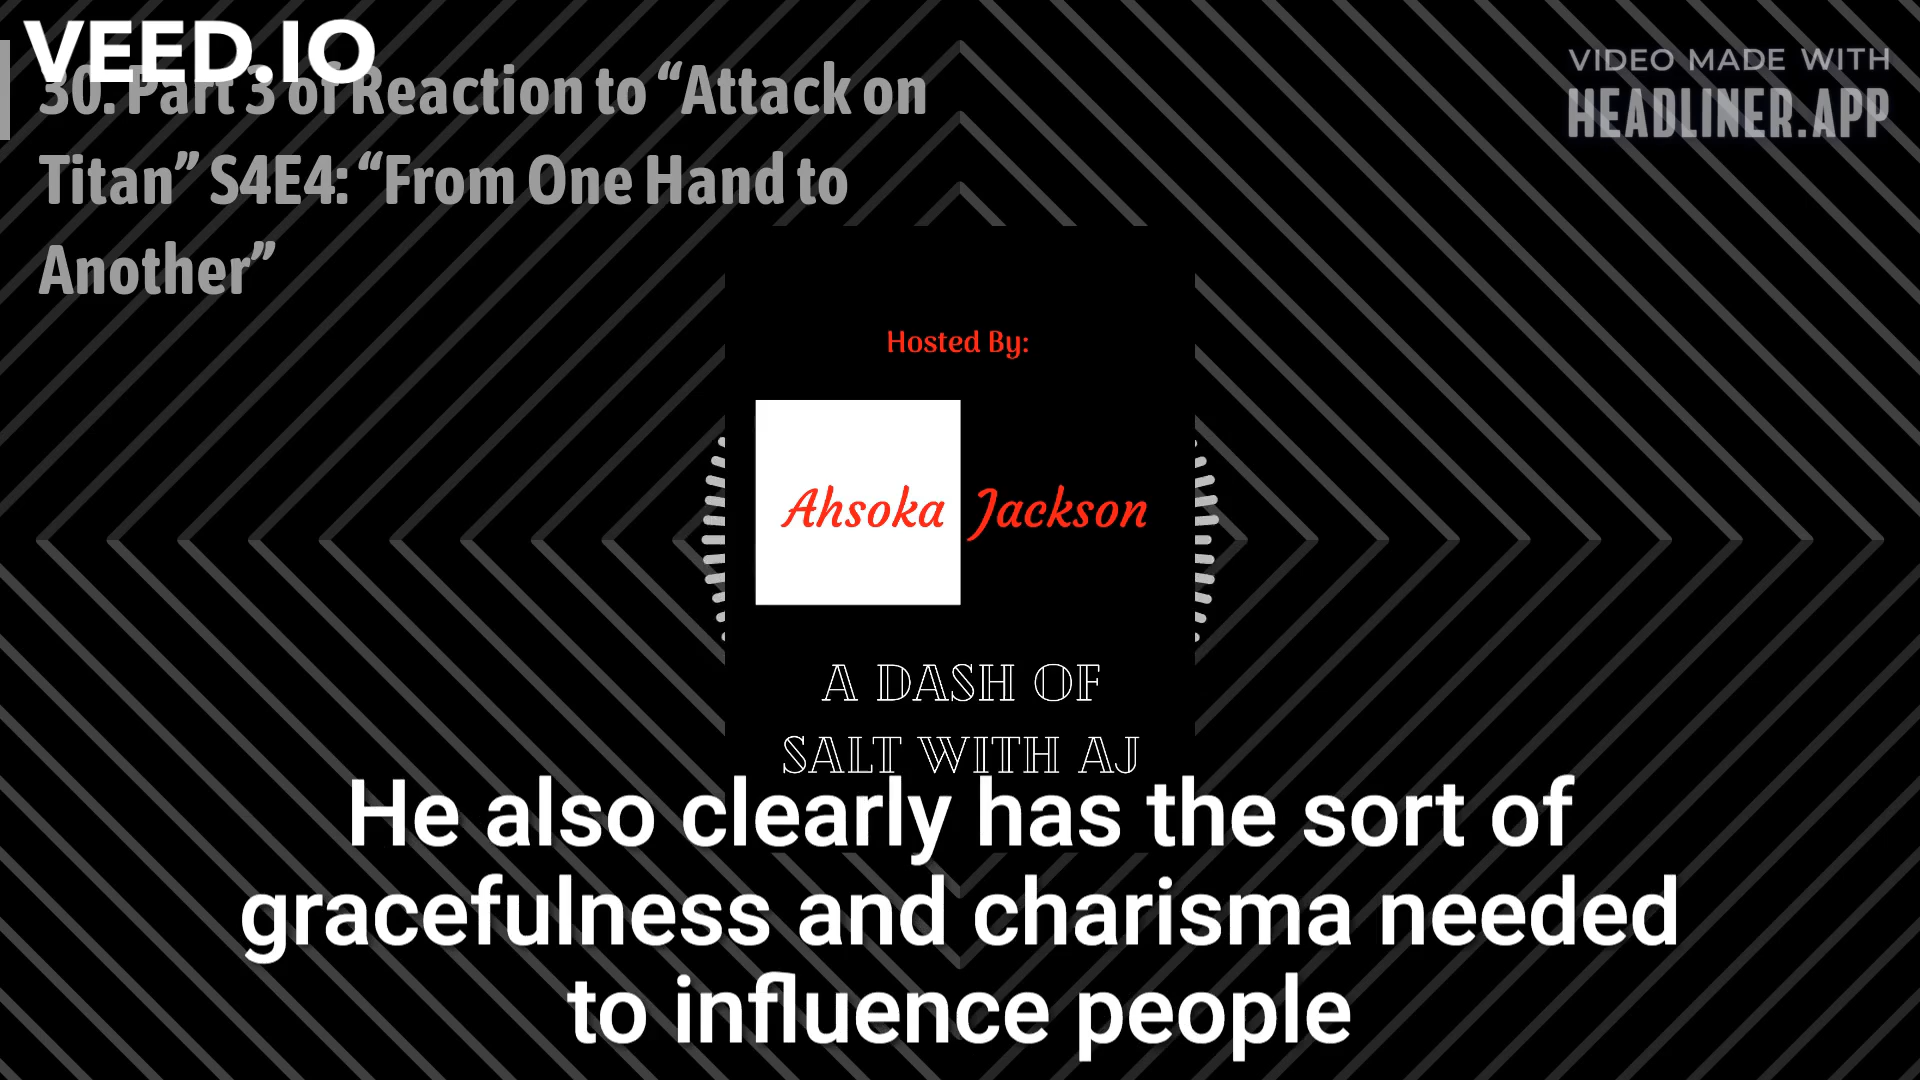 VEED.IO
30. Part 3 of Reaction to “Attack on
Titan” S4E4: “From One Hand to
Another”
VIDEO MADE WITH
HEADLINER.APP
Hosted By:
Ahsoka Jackson
A DASH OF
SALT WITH AJ
He also clearly has the sort of
gracefulness and charisma needed
to influence people